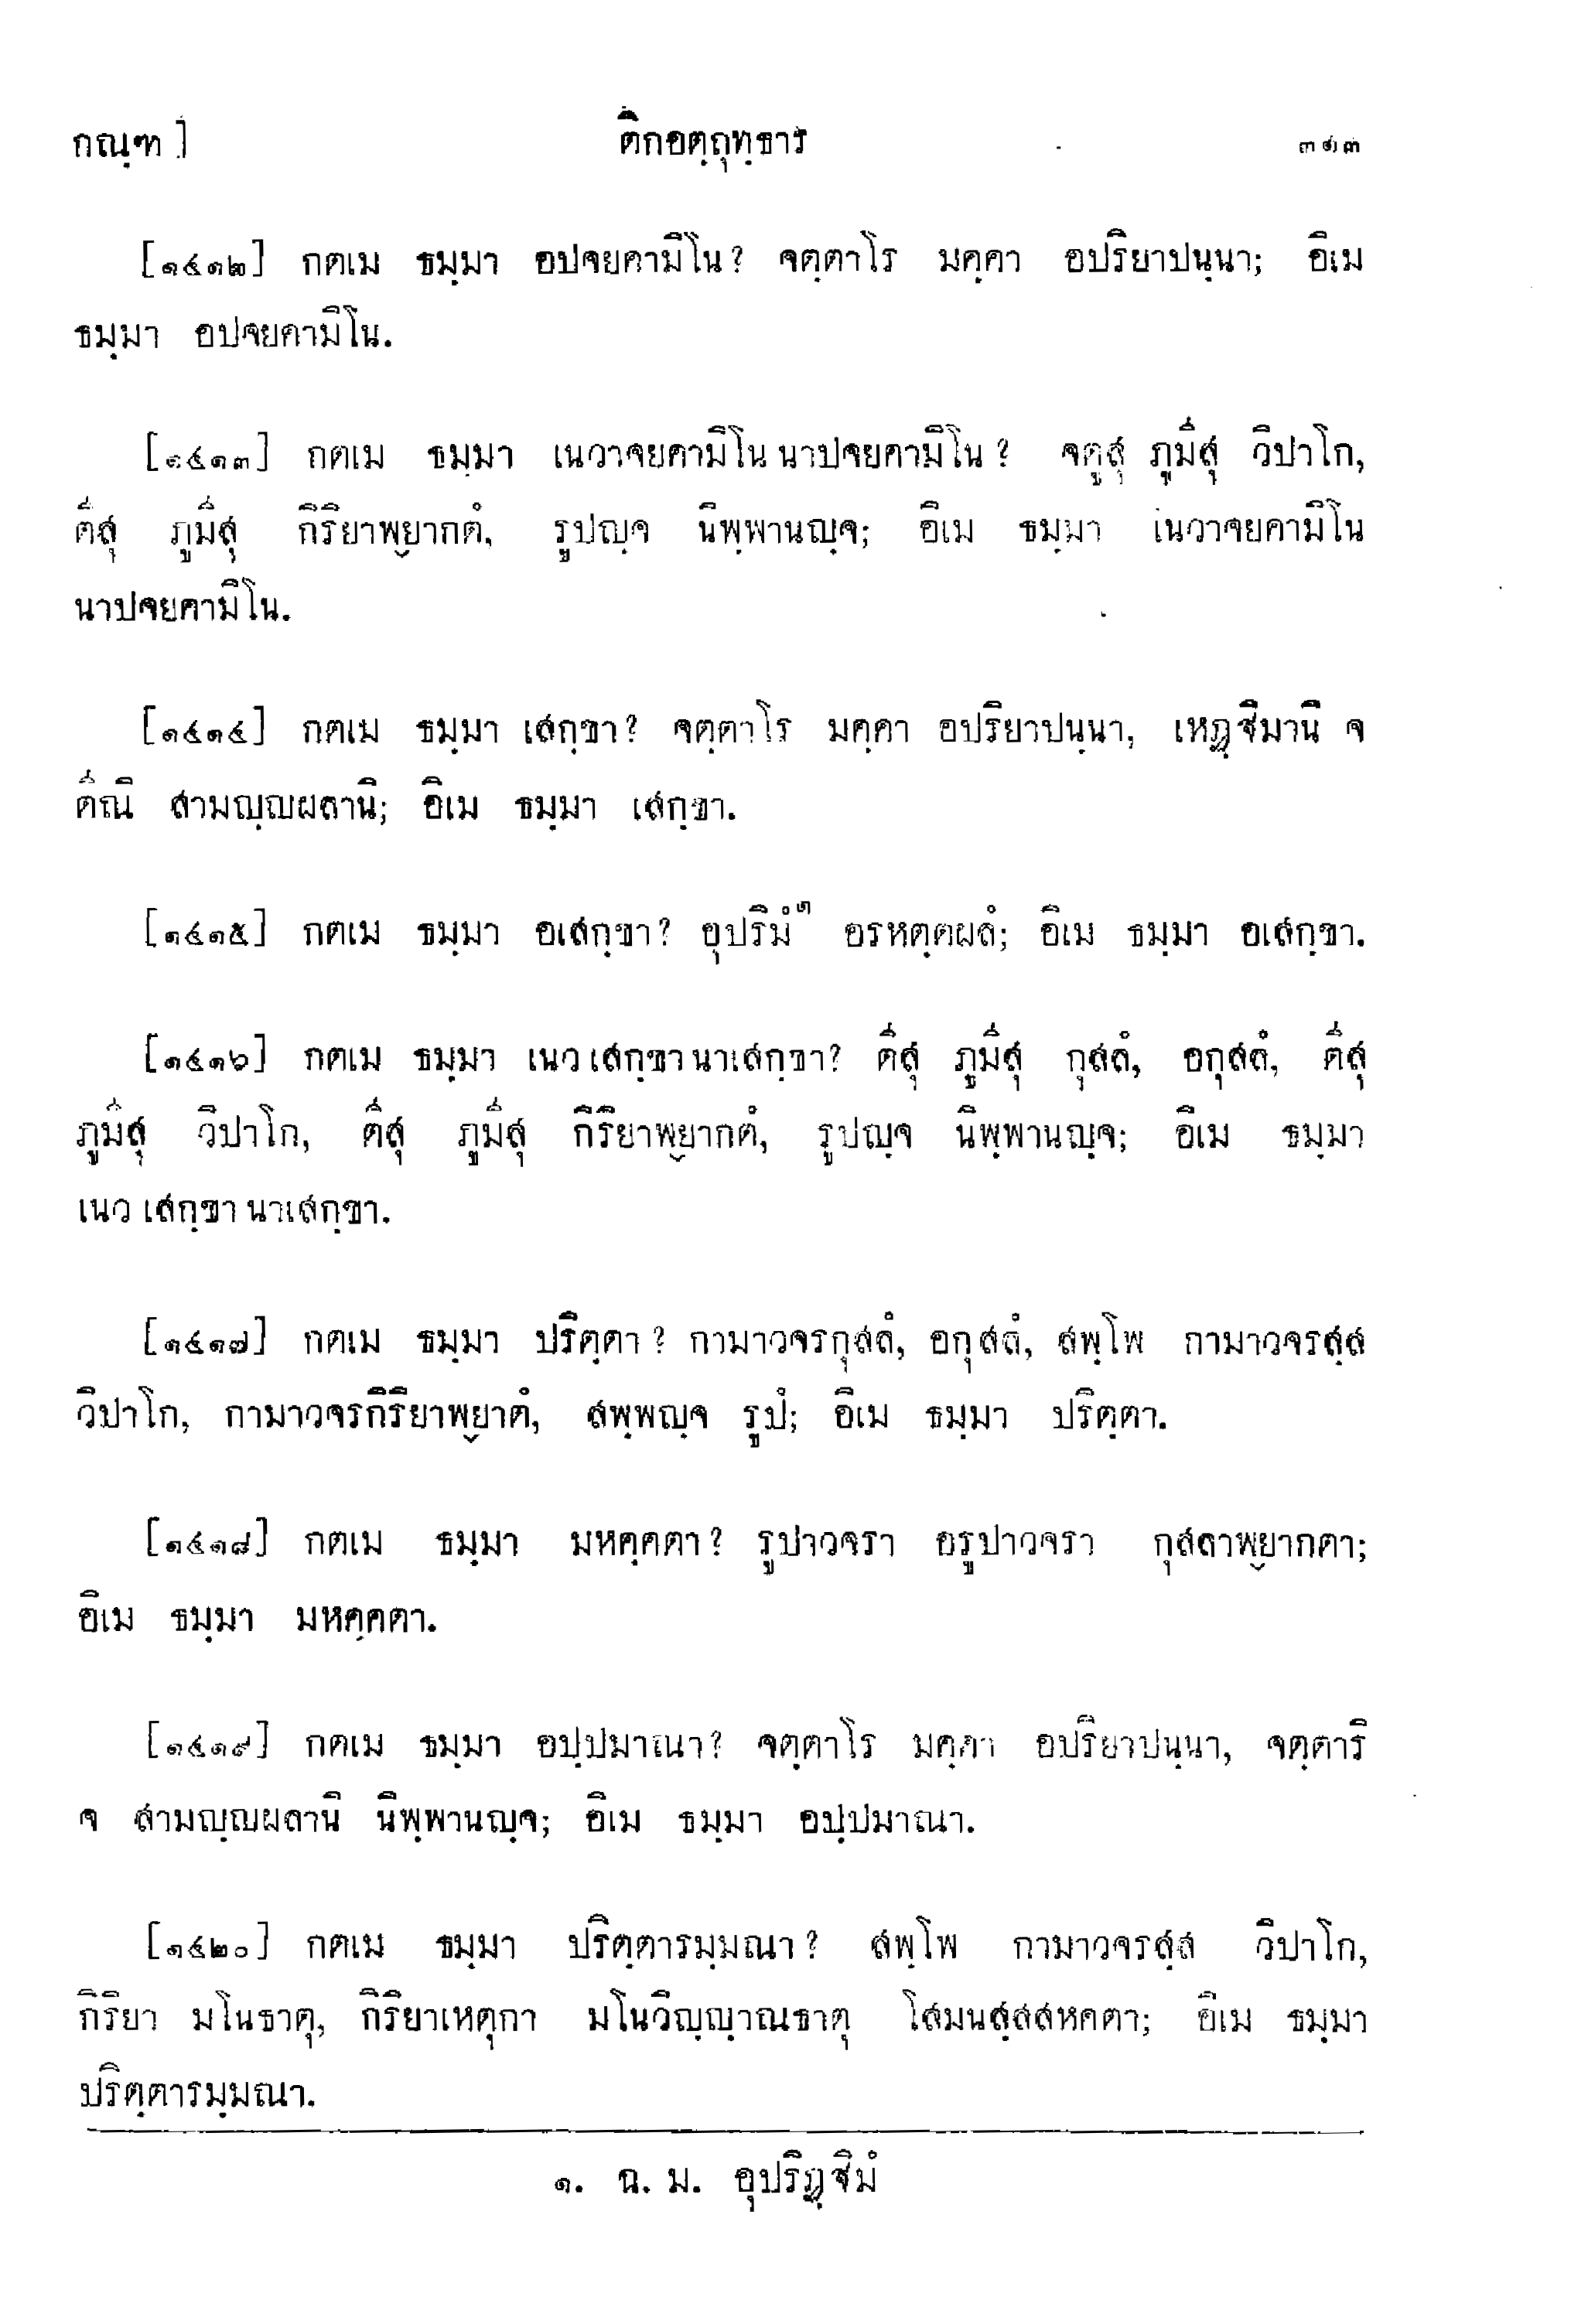 กณฺฑ ] ติกอตฺถุทฺธารํ
[๑๔๑๒] กตเม ธมฺมา อปจยคามิโน? จตฺตาโร มคฺคา อปริยาปนฺนา; อิเม
ธมฺมา อปจยคามิโน.
[๑๔๑๓] กตเม ธมฺมา เนวาจยคามิโน นาปจยคามิโน? จตูสุ ภูมีสุ วิปาโก,
ตีสุ ภูมีสุ กิริยาพฺยากตํ, รูปญฺจ นิพฺพานญฺจ; อิเม ธมฺมา เนวาจยคามิโน
นาปจยคามิโน.
[๑๔๑๔] กตเม ธมฺมา เสกฺขา? จตฺตาโร มคฺคา อปริยาปนฺนา, เหฏฺฐิมานิ จ
ตีณิ สามญฺญผลานิ; อิเม ธมฺมา เสกฺขา.
[๑๔๑๕] กตเม ธมฺมา อเสกฺขา? อุปริมํ๑ อรหตฺตผลํ; อิเม ธมฺมา อเสกฺขา.
[๑๔๑๖] กตเม ธมฺมา เนว เสกฺขา นาเสกฺขา? ตีสุ ภูมีสุ กุสลํ, อกุสลํ, ตีสุ
ภูมีสุ วิปาโก, ตีสุ ภูมีสุ กิริยาพฺยากตํ, รูปญฺจ นิพฺพานญฺจ; อิเม ธมฺมา
เนว เสกฺขา นาเสกฺขา.
[๑๔๑๗] กตเม ธมฺมา ปริตฺตา? กามาวจรกุสลํ, อกุสลํ, สพฺโพ กามาวจรสฺส
วิปาโก, กามาวจรกิริยาพฺยาตํ, สพฺพญฺจ รูปํ; อิเม ธมฺมา ปริตฺตา.
[๑๔๑๘] กตเม ธมฺมา มหคฺคตา? รูปาวจรา อรูปาวจรา กุสลาพฺยากตา;
อิเม ธมฺมา มหคฺคตา.
[๑๔๑๙] กตเม ธมฺมา อปฺปมาณา? จตฺตาโร มคฺคา อปริยาปนฺนา, จตฺตาริ
จ สามญฺญผลานิ นิพฺพานญฺจ; อิเม ธมฺมา อปฺปมาณา.
[๑๔๒๐] กตเม ธมฺมา ปริตฺตารมฺมณา? สพฺโพ กามาวจรสฺส วิปาโก,
กิริยา มโนธาตุ, กิริยาเหตุกา มโนวิญฺญาณธาตุ โสมนสฺสสหคตา; อิเม ธมฺมา
ปริตฺตารมฺมณา.
๑. ฉ. ม. อุปริฏฺฐิมํ